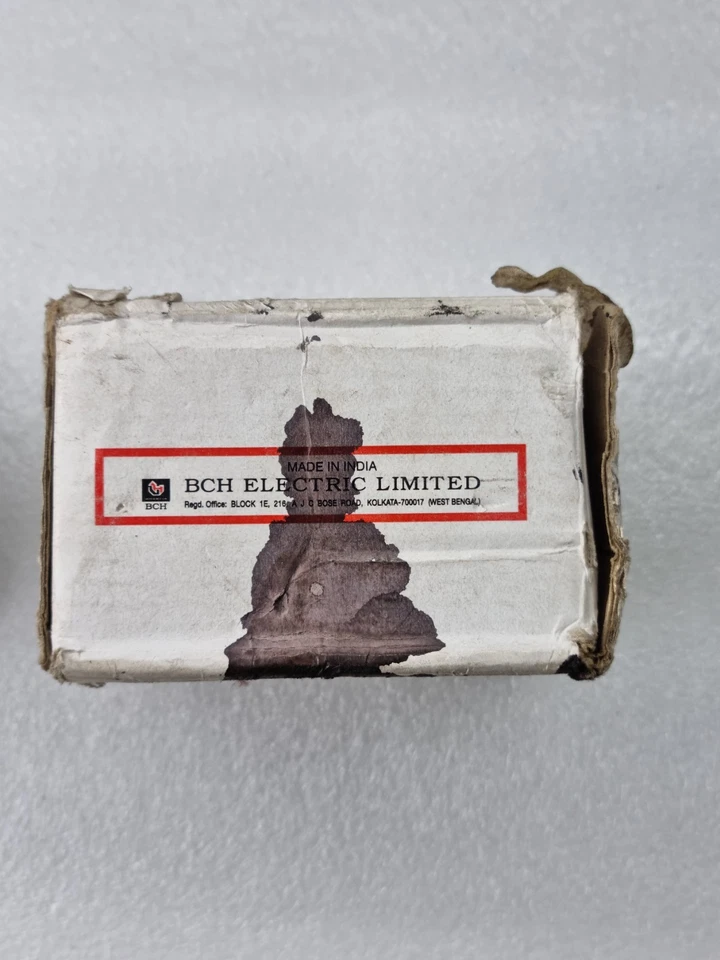 MADE IN INDIA
BCH ELECTRIC LIMITED
BCH
Regd. Office: BLOCK 1E, 216, A J C BOSE ROAD, KOLKATA-700017 (WEST BENGAL)